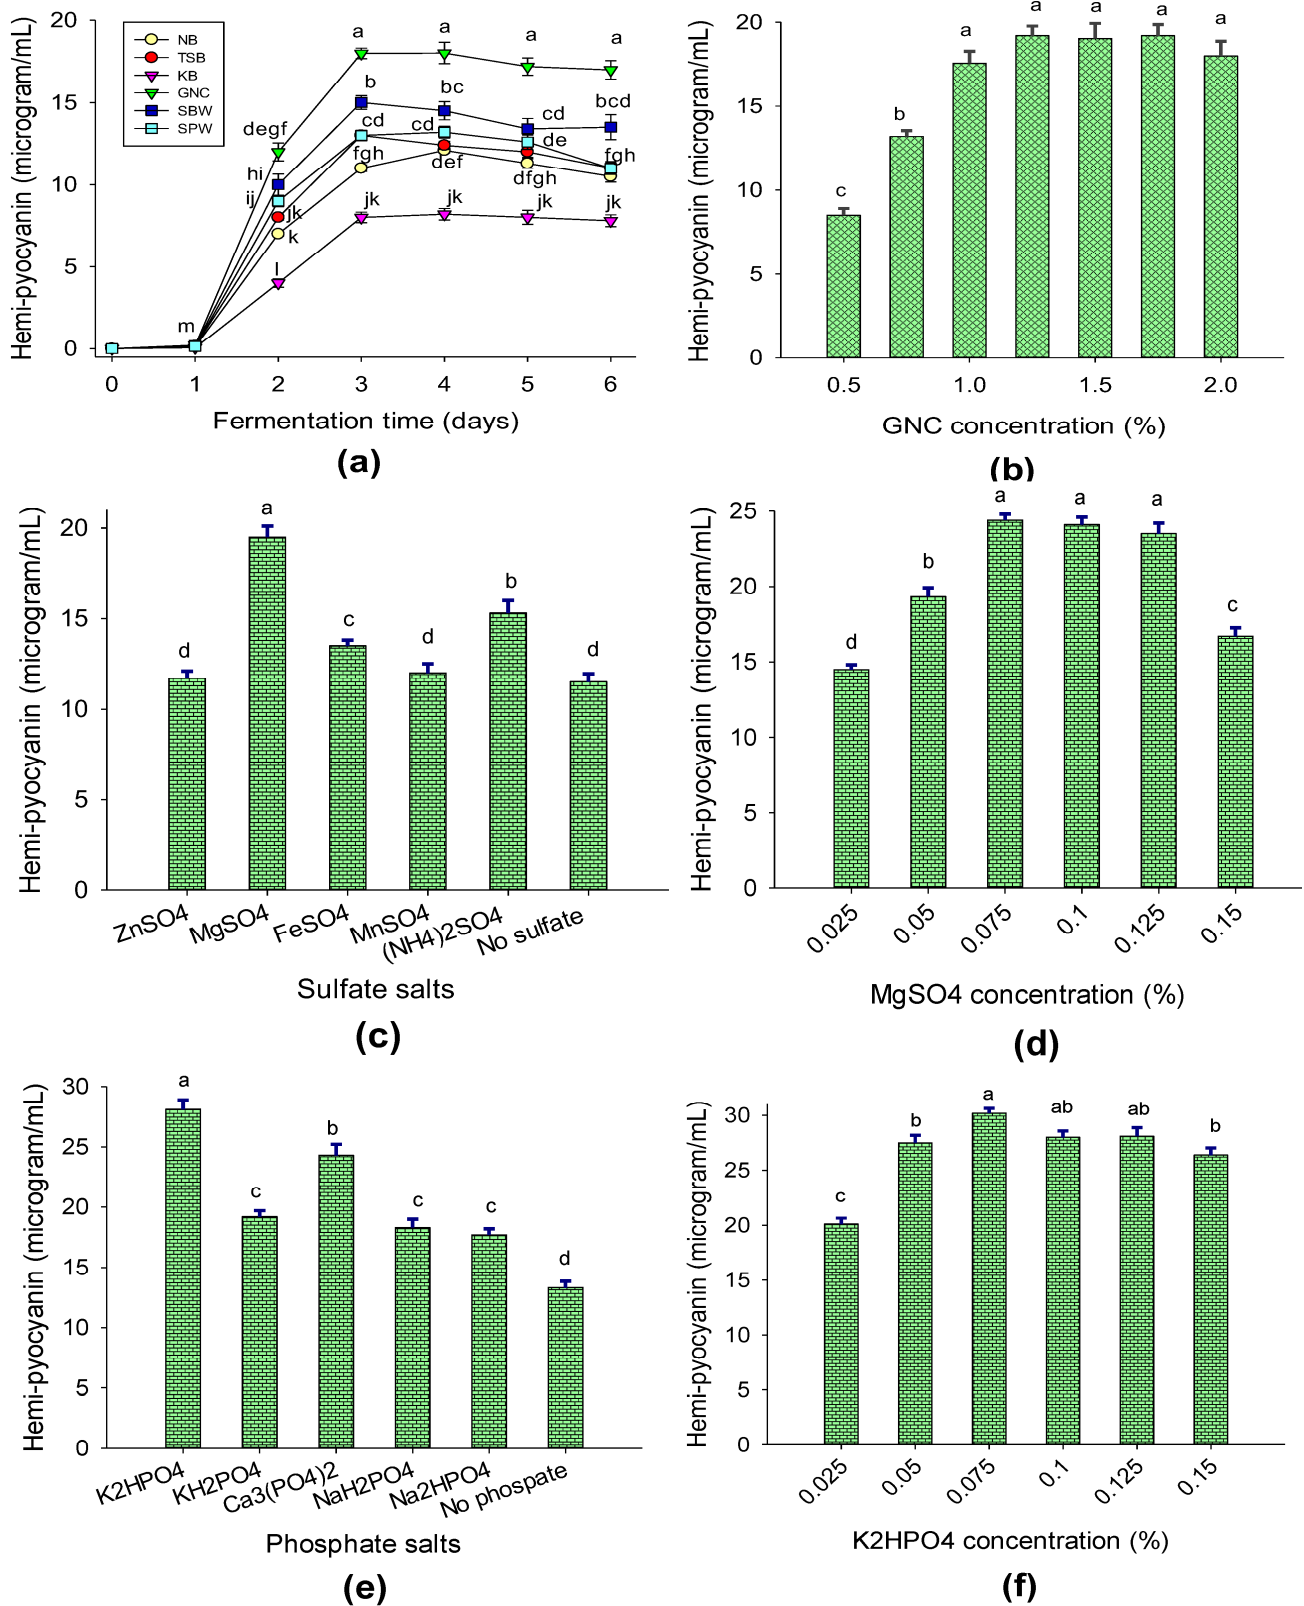 Hemi-pyocyanin (microgram/mL)
20
15
10
5
0
NB
TSB
KB
GNC
SBW
SPW
m
degf
hi
ij
jk
k
l
a
b
cd
fgh
jk
a
bc
cd
def
jk
a
cd
de
dfgh
jk
a
bcd
fgh
jk
0 1 2 3 4 5 6
Fermentation time (days)
(a)
Hemi-pyocyanin (microgram/mL)
20
15
10
5
0
c b a a a a a
0.5 1.0 1.5 2.0
GNC concentration (%)
(b)
Hemi-pyocyanin (microgram/mL)
20
15
10
5
0
d a c d b d
ZnSO4 MgSO4 FeSO4 MnSO4 (NH4)2SO4 No sulfate
Sulfate salts
(c)
Hemi-pyocyanin (microgram/mL)
25
20
15
10
5
0
d b a a a c
0.025 0.05 0.075 0.1 0.125 0.15
MgSO4 concentration (%)
(d)
Hemi-pyocyanin (microgram/mL)
30
25
20
15
10
5
0
a c b c c d
K2HPO4 KH2PO4 Ca3(PO4)2 NaH2PO4 Na2HPO4 No phospate
Phosphate salts
(e)
Hemi-pyocyanin (microgram/mL)
30
25
20
15
10
5
0
c b a ab ab b
0.025 0.05 0.075 0.1 0.125 0.15
K2HPO4 concentration (%)
(f)